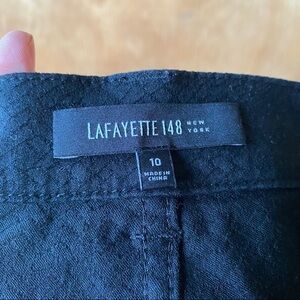 LAFAYETTE 148 NEW YORK
10
MADE IN
CHINA